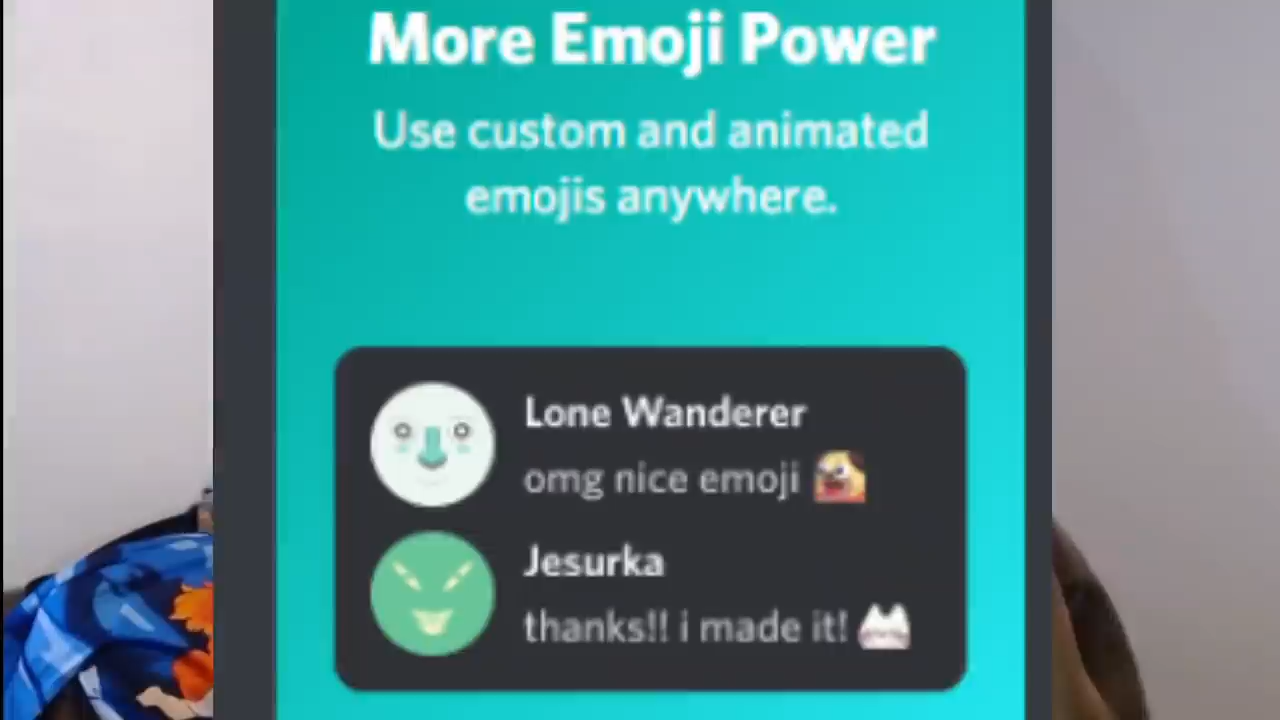 More Emoji Power
Use custom and animated
emojis anywhere.
Lone Wanderer
omg nice emoji
Jesurka
thanks!! i made it!